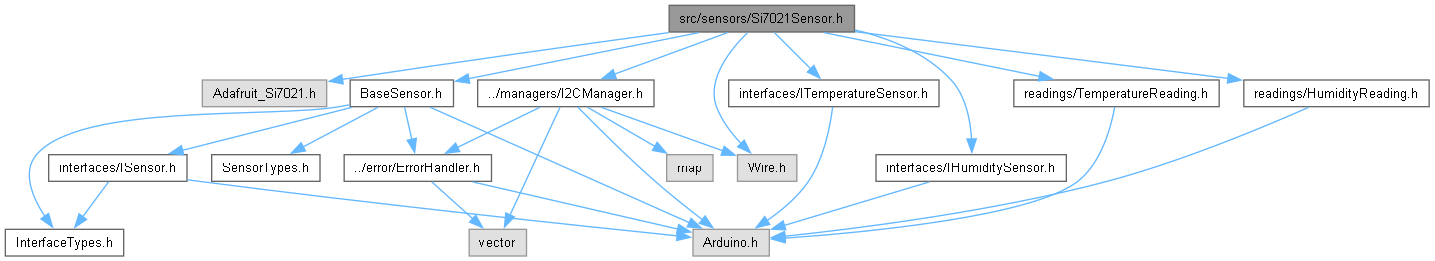 src/sensors/Si7021Sensor.h
Adafruit_Si7021.h
BaseSensor.h
../managers/I2CManager.h
interfaces/ITemperatureSensor.h
readings/TemperatureReading.h
readings/HumidityReading.h
interfaces/ISensor.h
SensorTypes.h
../error/ErrorHandler.h
map
Wire.h
interfaces/IHumiditySensor.h
InterfaceTypes.h
vector
Arduino.h